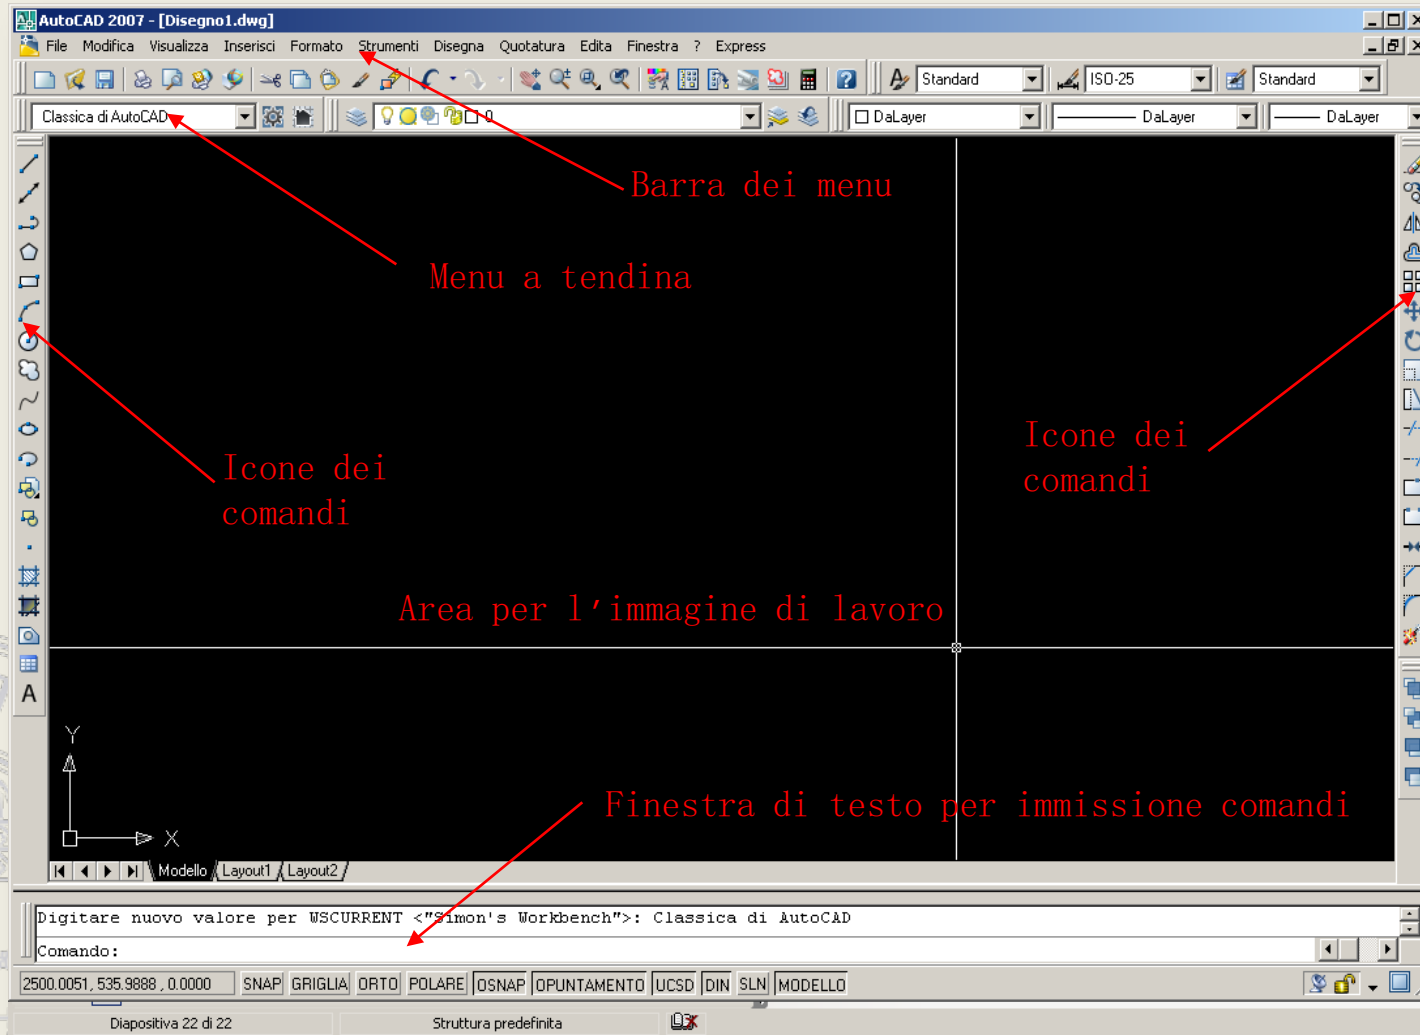 AutoCAD 2007 - [Disegno1.dwg]
File Modifica Visualizza Inserisci Formato Strumenti Disegna Quotatura Edita Finestra ? Express
Standard ISO-25 Standard
Classica di AutoCAD 0 DaLayer DaLayer DaLayer
Barra dei menu
Menu a tendina
Icone dei
comandi
Icone dei
comandi
Area per l'immagine di lavoro
Y
Finestra di testo per immissione comandi
X
Modello Layout1 Layout2
Digitare nuovo valore per WSCURRENT <"Simon's Workbench">: Classica di AutoCAD
Comando:
2500.0051, 535.9888 , 0.0000 SNAP GRIGLIA ORTO POLARE OSNAP OPUNTAMENTO UCSD DIN SLN MODELLO
Diapositiva 22 di 22 Struttura predefinita